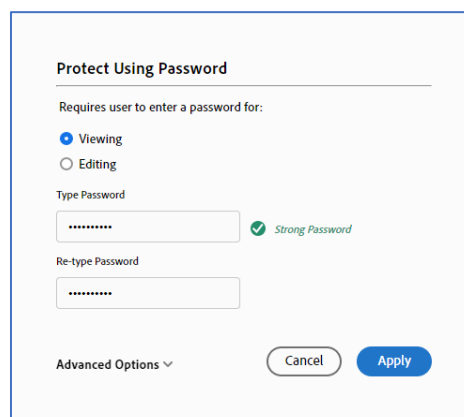 Protect Using Password
Requires user to enter a password for:
Viewing
Editing
Type Password
••••••••••
Strong Password
Re-type Password
••••••••••
Advanced Options
Cancel
Apply